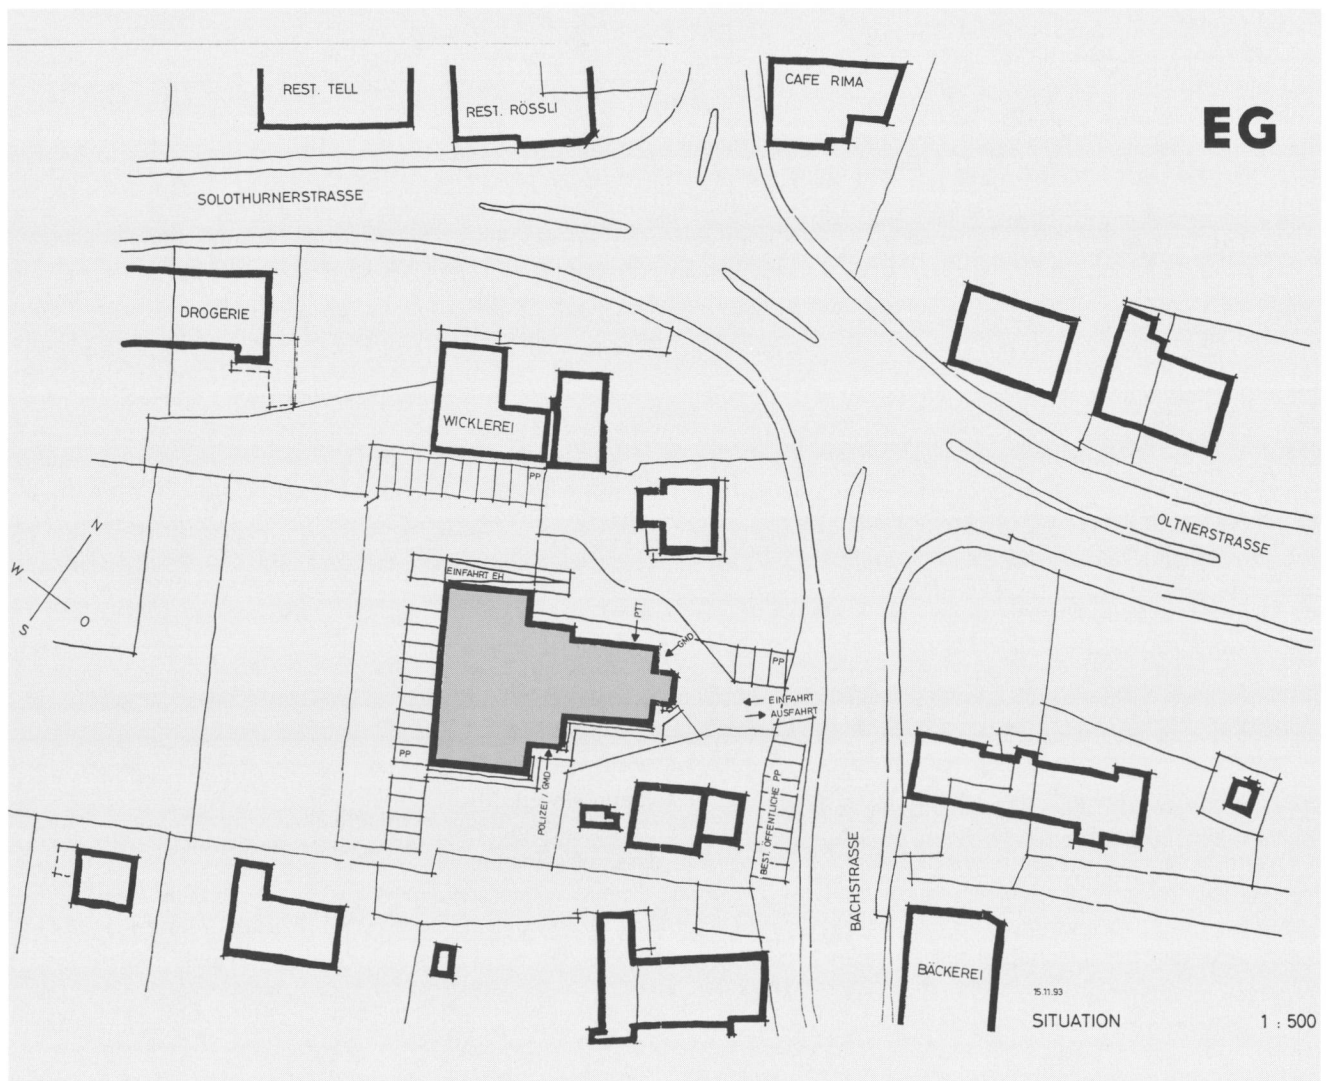 REST. TELL
REST. RÖSSLI
CAFE RIMA
EG
SOLOTHURNERSTRASSE
DROGERIE
WICKLEREI
PP
OLTNERSTRASSE
N
W
O
S
EINFAHRT EH
PTT
GMD
PP
EINFAHRT
AUSFAHRT
PP
POLIZEI / GMD
BEST. ÖFFENTLICHE PP
BACHSTRASSE
BÄCKEREI
15.11.93
SITUATION
1 : 500